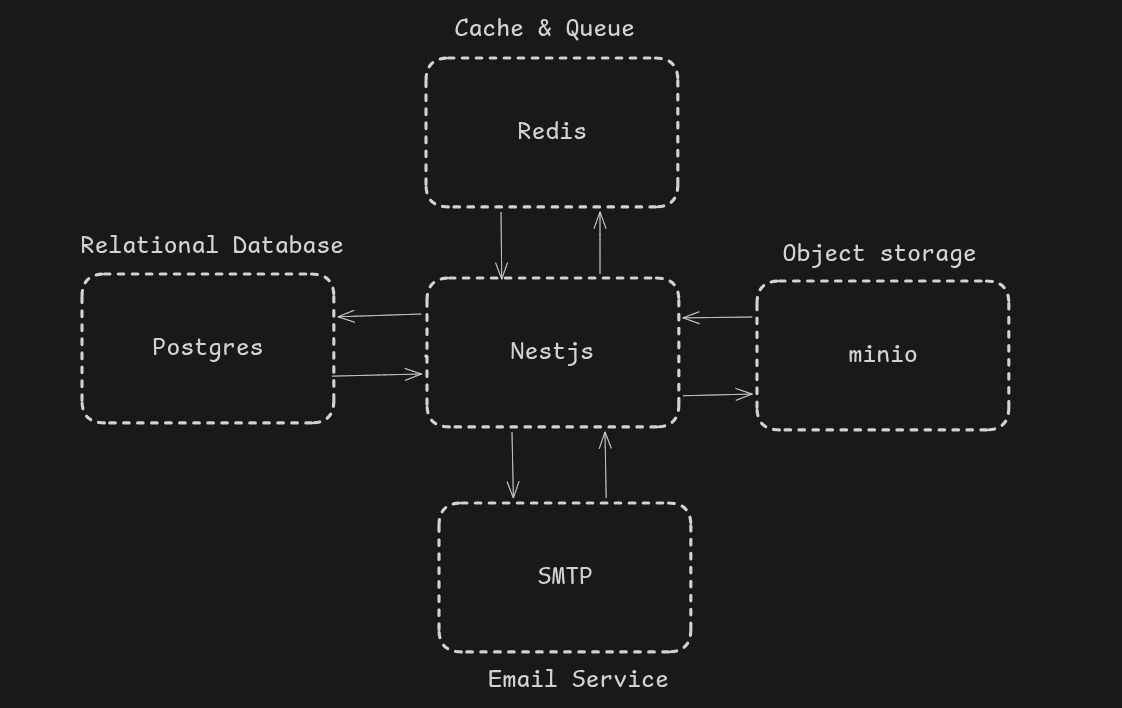 Cache & Queue
Redis
Relational Database
Object storage
Postgres
Nestjs
minio
SMTP
Email Service